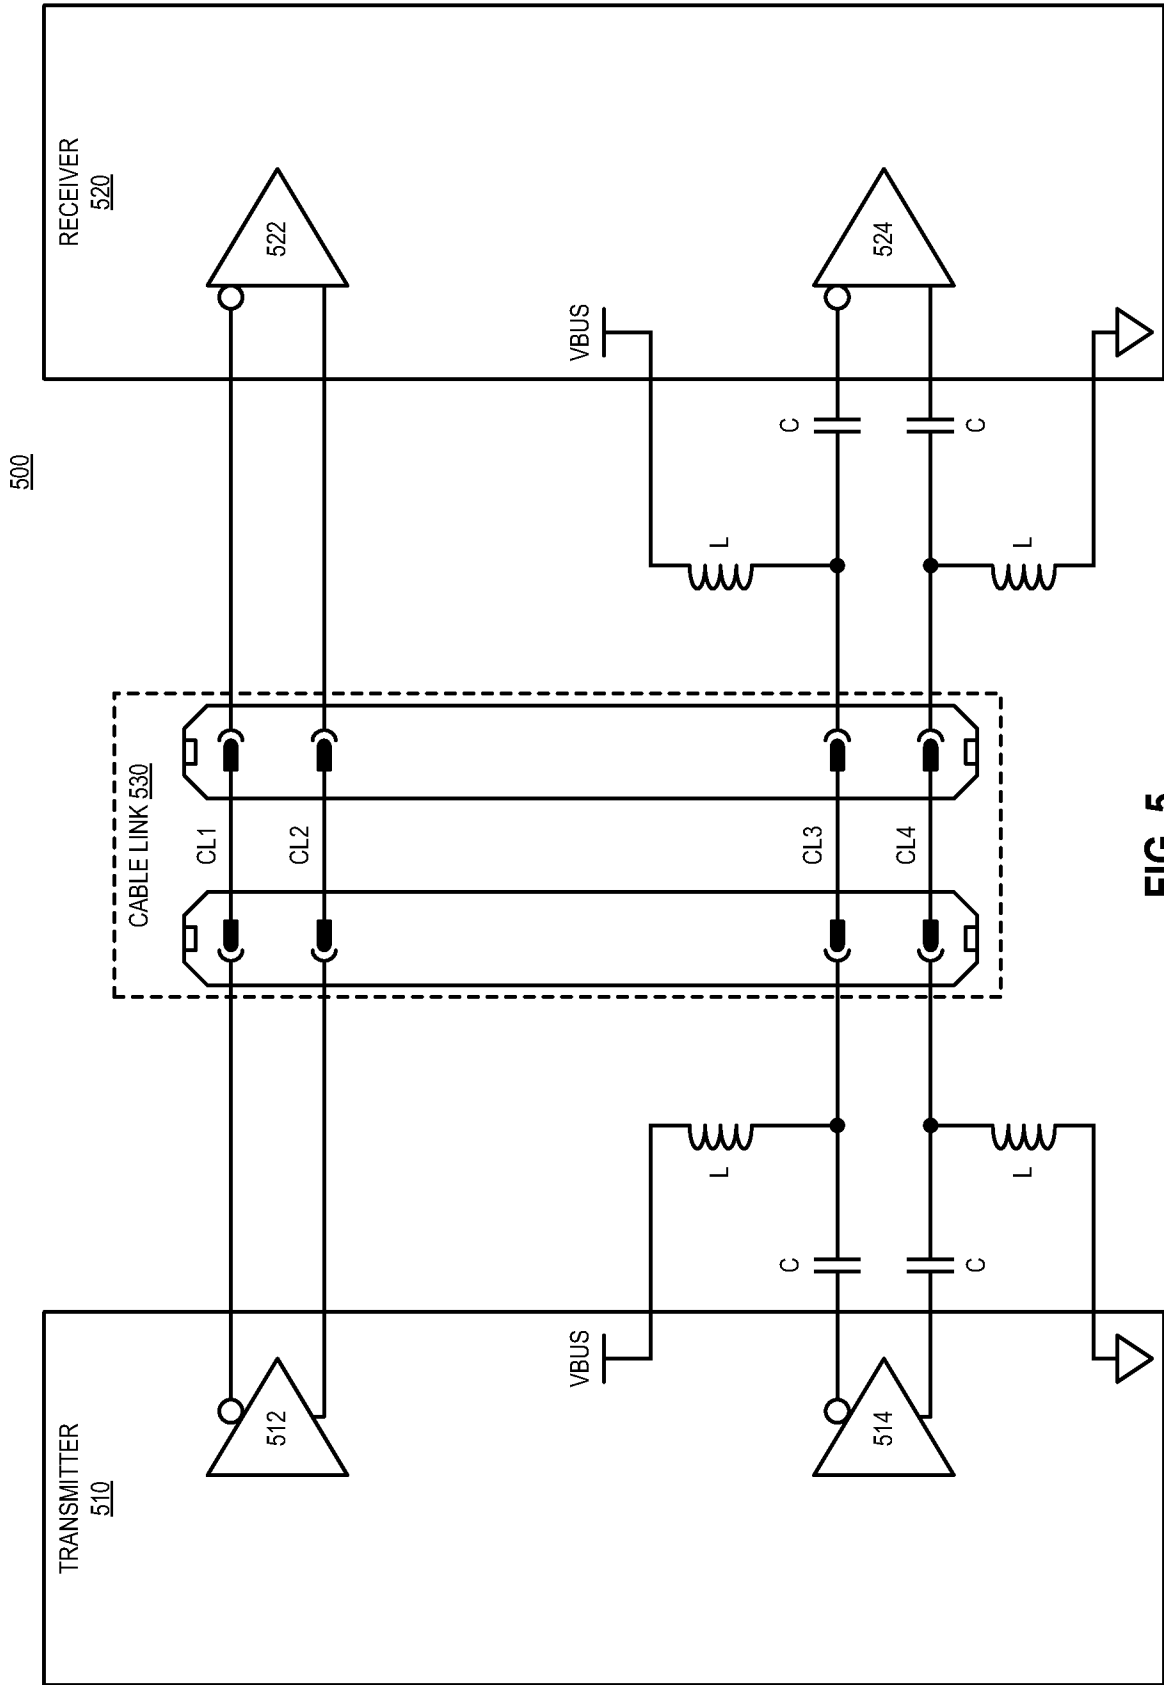 500
TRANSMITTER
510
512
VBUS
514
C
C
L
L
CABLE LINK 530
CL1
CL2
CL3
CL4
L
L
C
C
RECEIVER
520
522
VBUS
524
FIG. 5